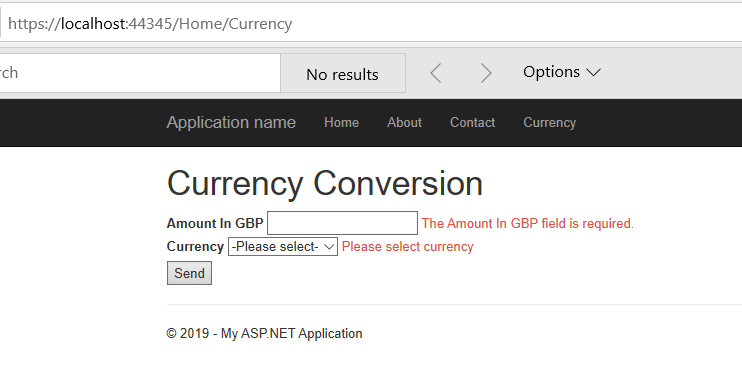 https://localhost:44345/Home/Currency
rch No results Options
Application name Home About Contact Currency
Currency Conversion
Amount In GBP The Amount In GBP field is required.
Currency -Please select- Please select currency
Send
© 2019 - My ASP.NET Application